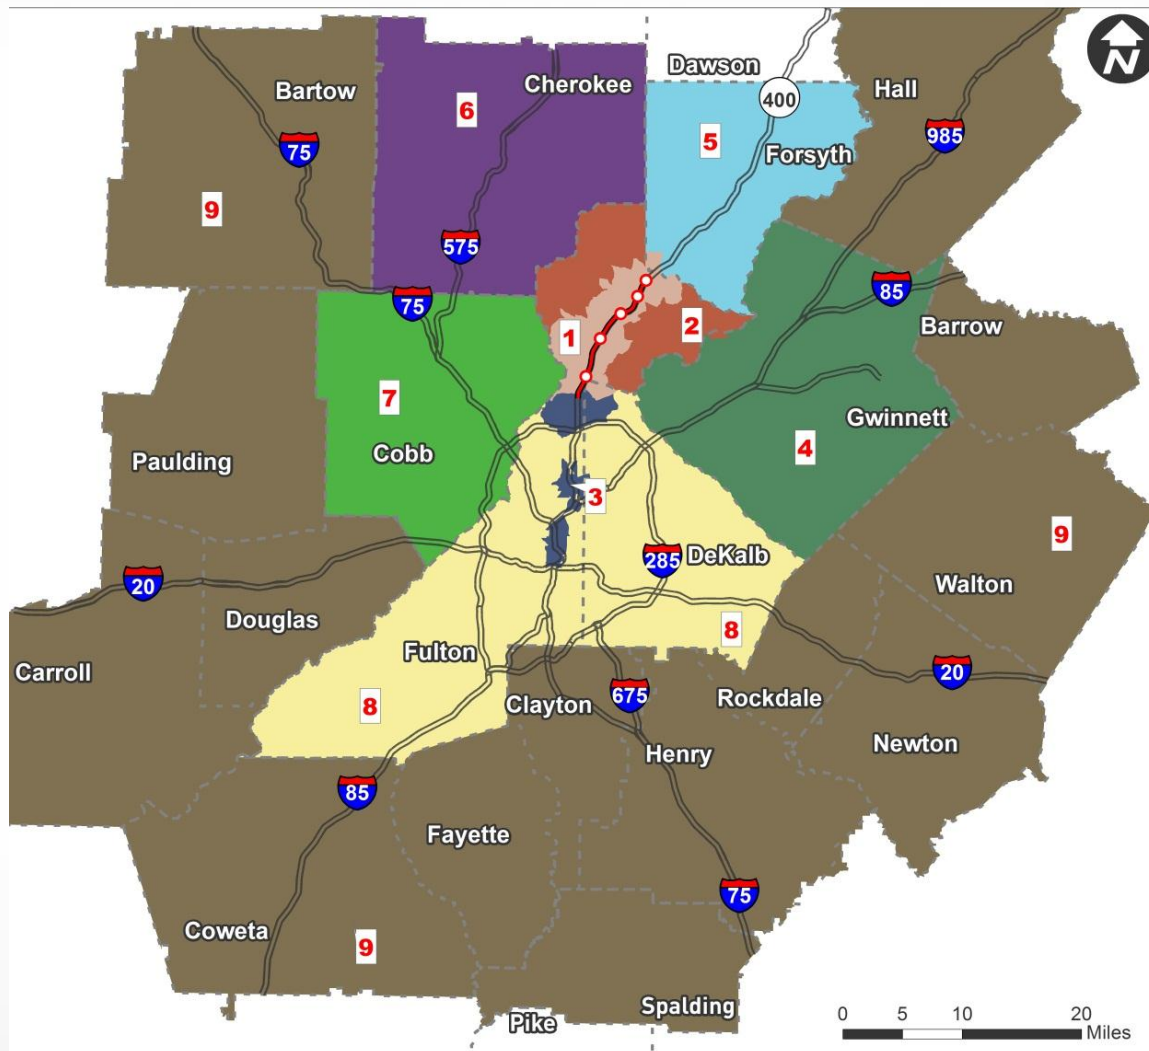 N
Dawson
Hall
Bartow
Cherokee
6
400
985
75
5
Forsyth
9
575
85
75
Barrow
1
2
7
Gwinnett
Cobb
4
Paulding
3
9
285
DeKalb
20
Walton
Douglas
8
Fulton
Carroll
20
675
Rockdale
8
Clayton
Newton
Henry
85
Fayette
75
Coweta
9
Spalding
0 5 10 20
Miles
Pike